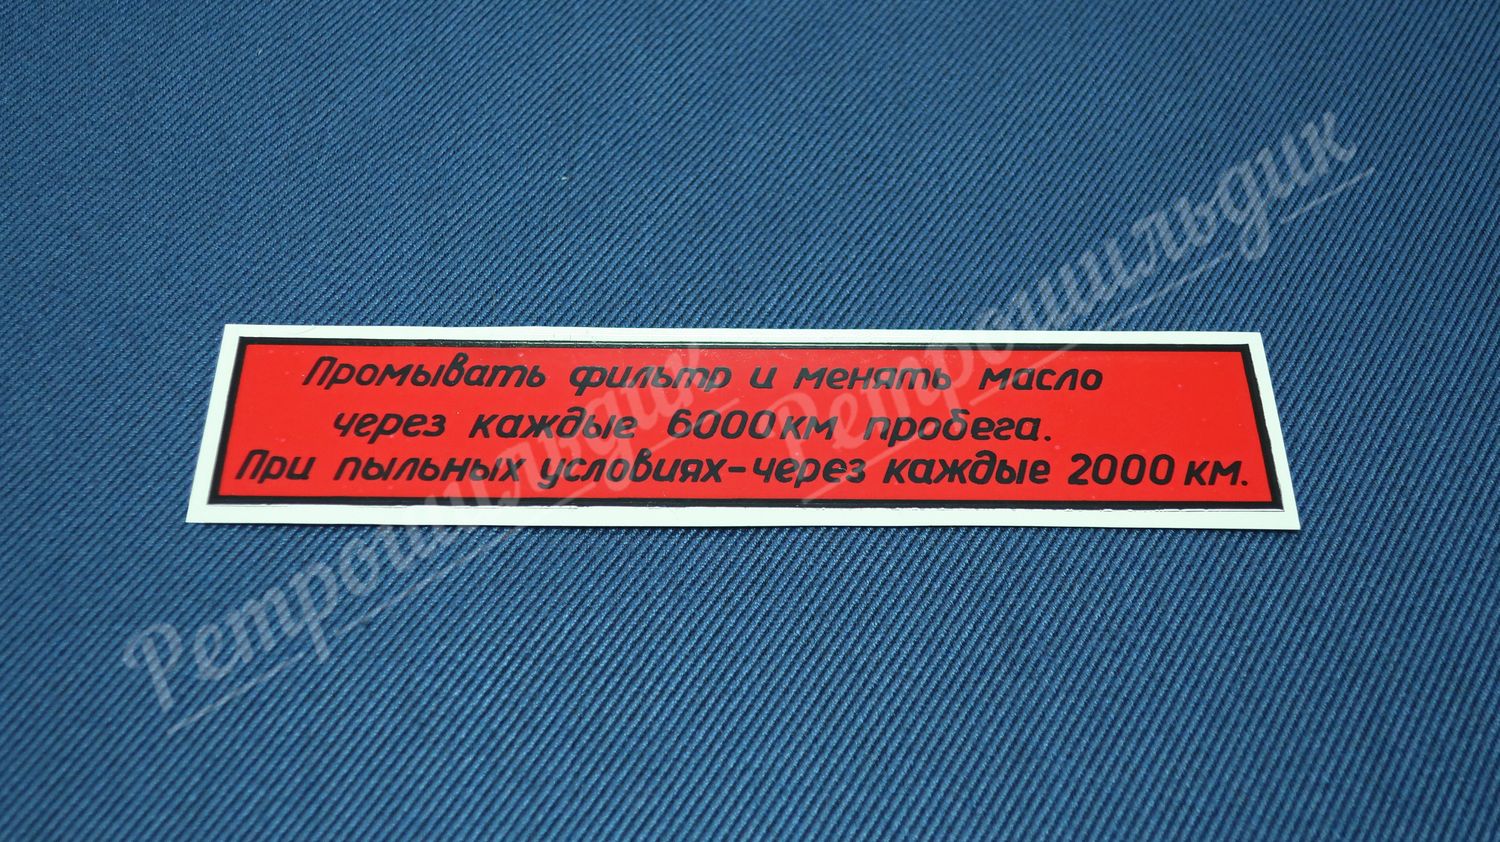 Промывать фильтр и менять масло
через каждые 6000 км пробега.
При пыльных условиях-через каждые 2000 км.
Ретрошильдик
Ретрошильдик